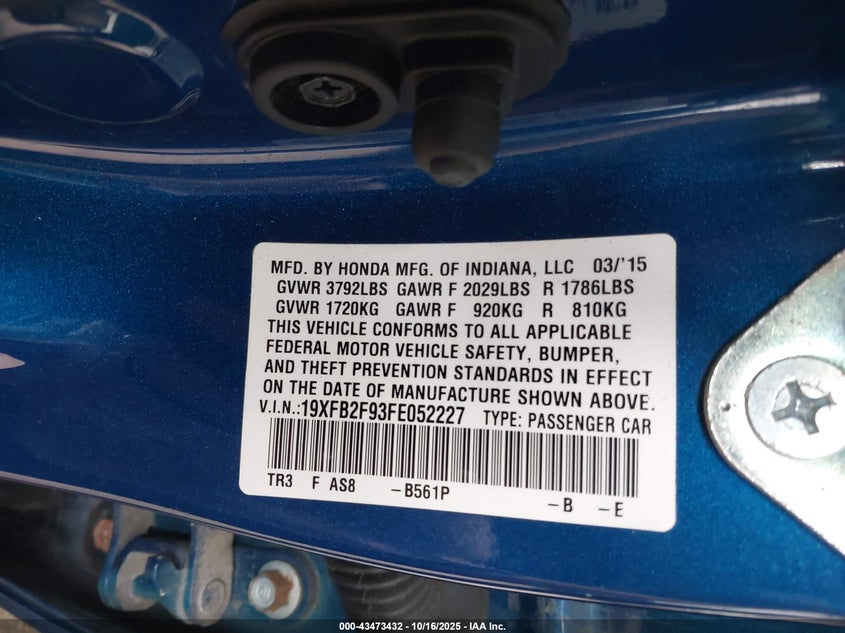 MFD. BY HONDA MFG. OF INDIANA, LLC 03/'15
GVWR 3792LBS GAWR F 2029LBS R 1786LBS
GVWR 1720KG GAWR F 920KG R 810KG
THIS VEHICLE CONFORMS TO ALL APPLICABLE
FEDERAL MOTOR VEHICLE SAFETY, BUMPER,
AND THEFT PREVENTION STANDARDS IN EFFECT
ON THE DATE OF MANUFACTURE SHOWN ABOVE.
V.I.N.:19XFB2F93FE052227 TYPE: PASSENGER CAR
TR3 F AS8 -B561P -B -E
000-43473432 - 10/16/2025 - IAA Inc.